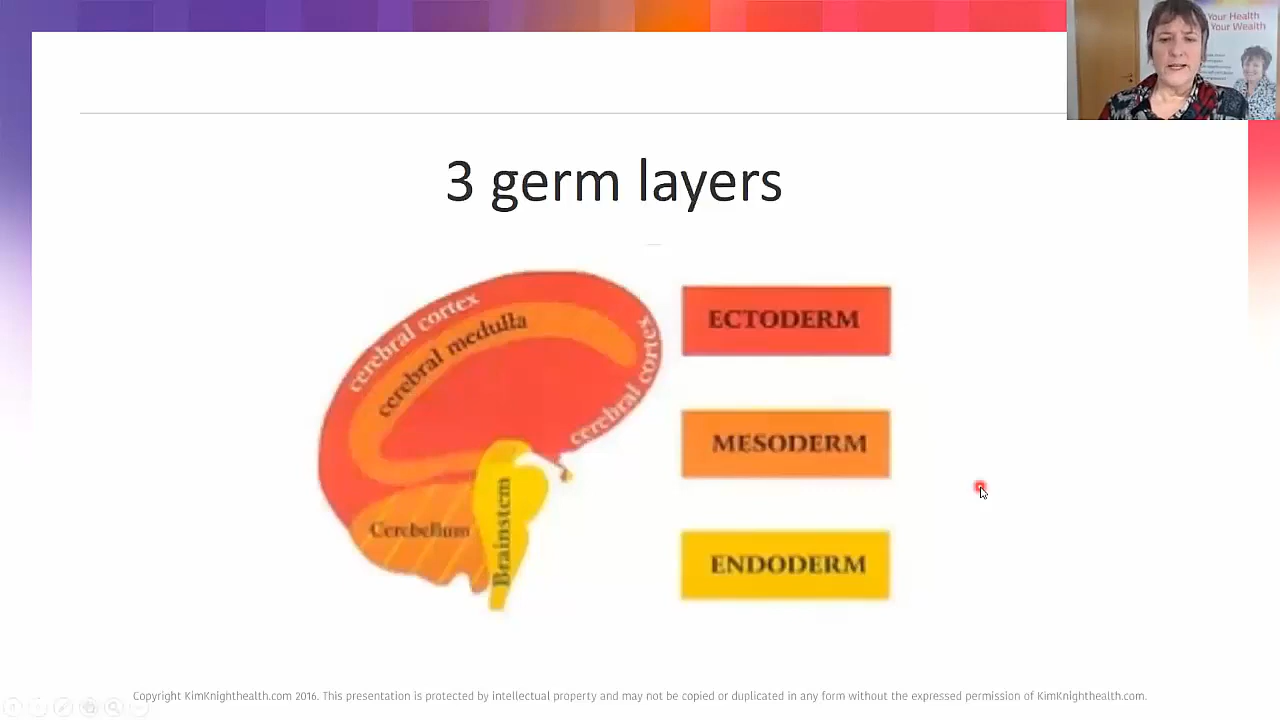 Your Health
Your Wealth
3 germ layers
cerebral cortex
cerebral medulla
cerebral cortex
Cerebellum
Brainstem
ECTODERM
MESODERM
ENDODERM
Copyright KimKnighthealth.com 2016. This presentation is protected by intellectual property and may not be copied or duplicated in any form without the expressed permission of KimKnighthealth.com.